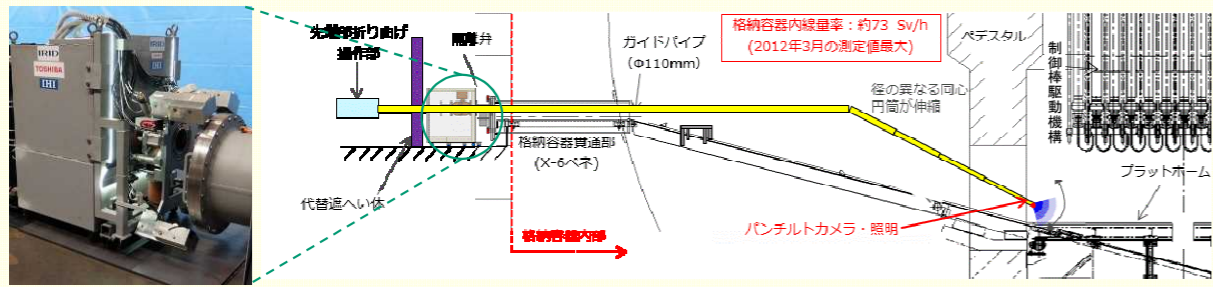 IRID
IRID
TOSHIBA
IHI
先端部折り曲げ
操作部
隔離弁
ガイドパイプ
(Φ110mm)
格納容器内線量率：約73 Sv/h
(2012年3月の測定値最大)
ペデスタル
制御棒駆動機構
径の異なる同心
円筒が伸縮
格納容器貫通部
(X-6ペネ)
プラットホーム
代替遮へい体
パンチルトカメラ・照明
格納容器内部